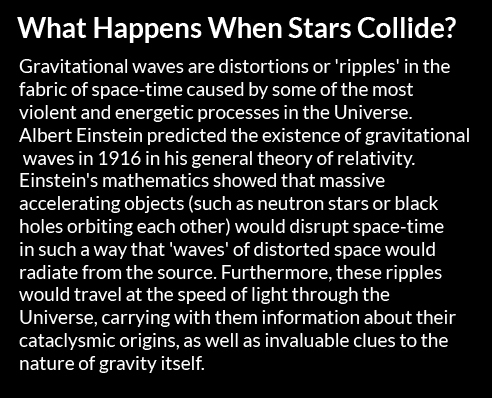 What Happens When Stars Collide?
Gravitational waves are distortions or 'ripples' in the
fabric of space-time caused by some of the most
violent and energetic processes in the Universe.
Albert Einstein predicted the existence of gravitational
waves in 1916 in his general theory of relativity.
Einstein's mathematics showed that massive
accelerating objects (such as neutron stars or black
holes orbiting each other) would disrupt space-time
in such a way that 'waves' of distorted space would
radiate from the source. Furthermore, these ripples
would travel at the speed of light through the
Universe, carrying with them information about their
cataclysmic origins, as well as invaluable clues to the
nature of gravity itself.